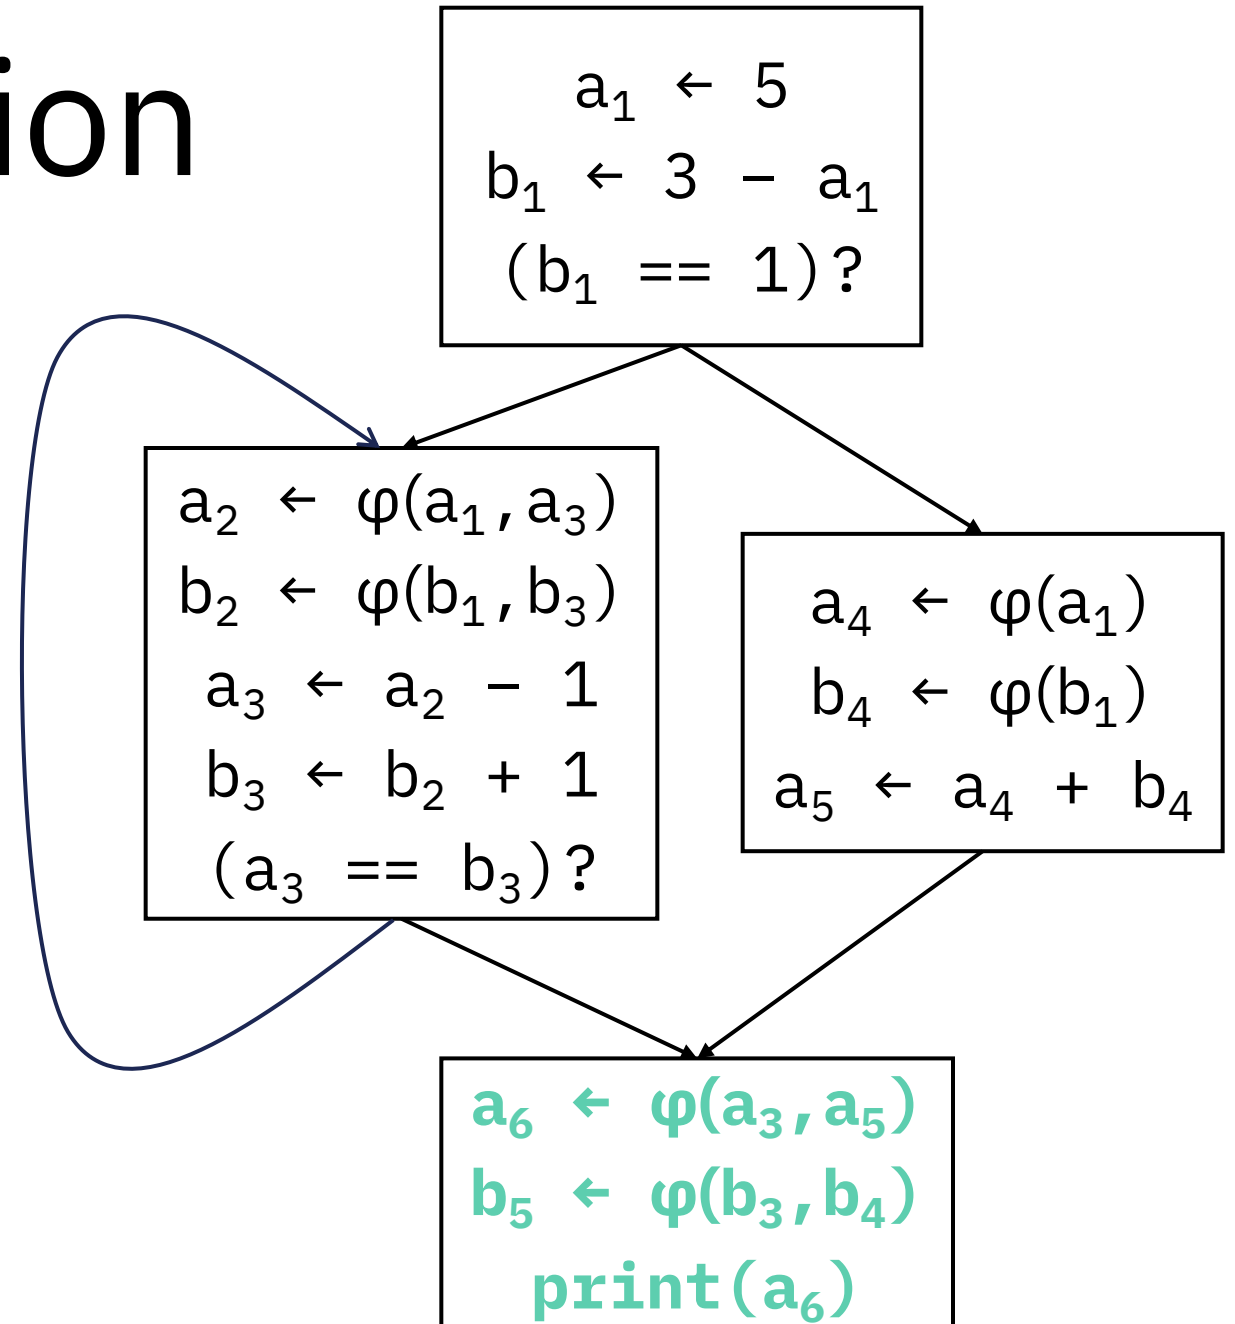 ion
a₁ ← 5
b₁ ← 3 − a₁
(b₁ == 1)?
a₂ ← φ(a₁,a₃)
b₂ ← φ(b₁,b₃)
a₃ ← a₂ − 1
b₃ ← b₂ + 1
(a₃ == b₃)?
a₄ ← φ(a₁)
b₄ ← φ(b₁)
a₅ ← a₄ + b₄
a₆ ← φ(a₃,a₅)
b₅ ← φ(b₃,b₄)
print(a₆)